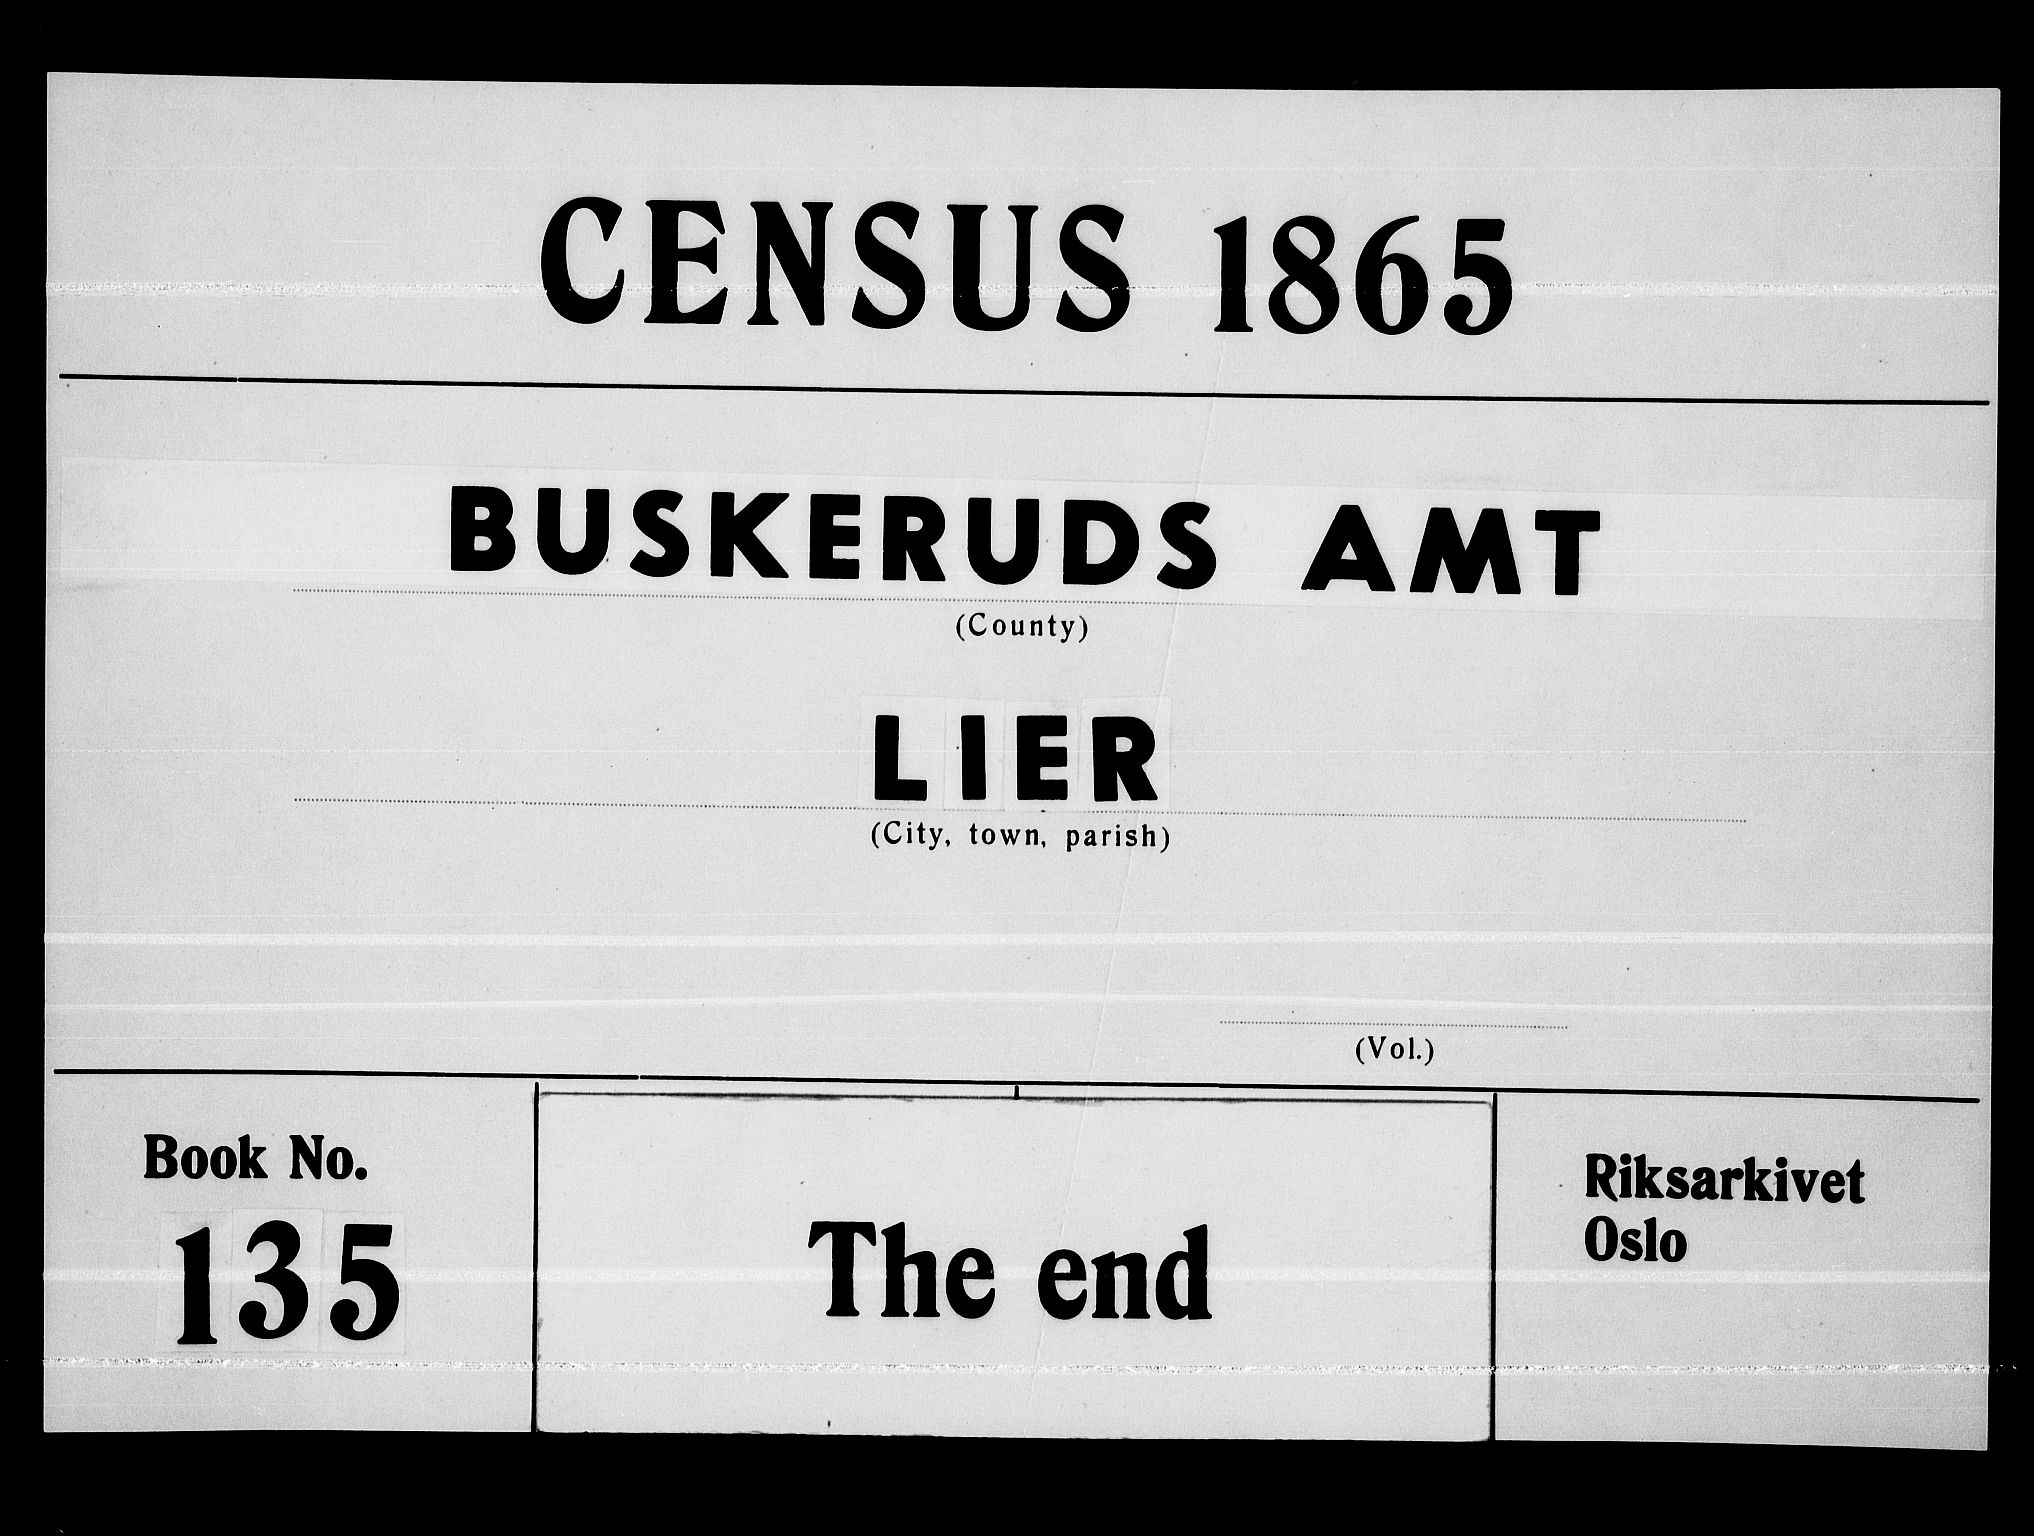 CENSUS 1865
BUSKERUDS AMT
(County)
LIER
(City, town, parish)
(Vol.)
Book No.
135
The end
Riksarkivet
Oslo